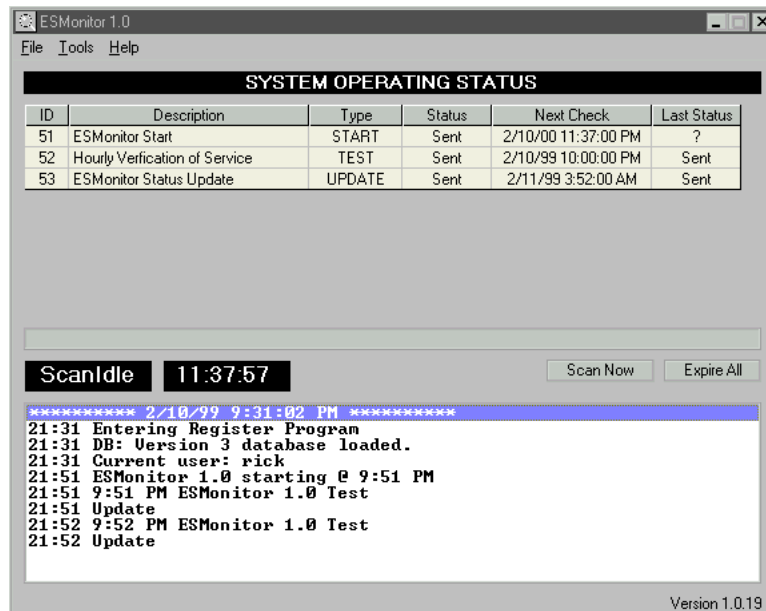 ESMonitor 1.0
File Tools Help
SYSTEM OPERATING STATUS
ID Description Type Status Next Check Last Status
51 ESMonitor Start START Sent 2/10/00 11:37:00 PM ?
52 Hourly Verfication of Service TEST Sent 2/10/99 10:00:00 PM Sent
53 ESMonitor Status Update UPDATE Sent 2/11/99 3:52:00 AM Sent
ScanIdle 11:37:57 Scan Now Expire All
********** 2/10/99 9:31:02 PM **********
21:31 Entering Register Program
21:31 DB: Version 3 database loaded.
21:31 Current user: rick
21:51 ESMonitor 1.0 starting @ 9:51 PM
21:51 9:51 PM ESMonitor 1.0 Test
21:51 Update
21:52 9:52 PM ESMonitor 1.0 Test
21:52 Update
Version 1.0.19